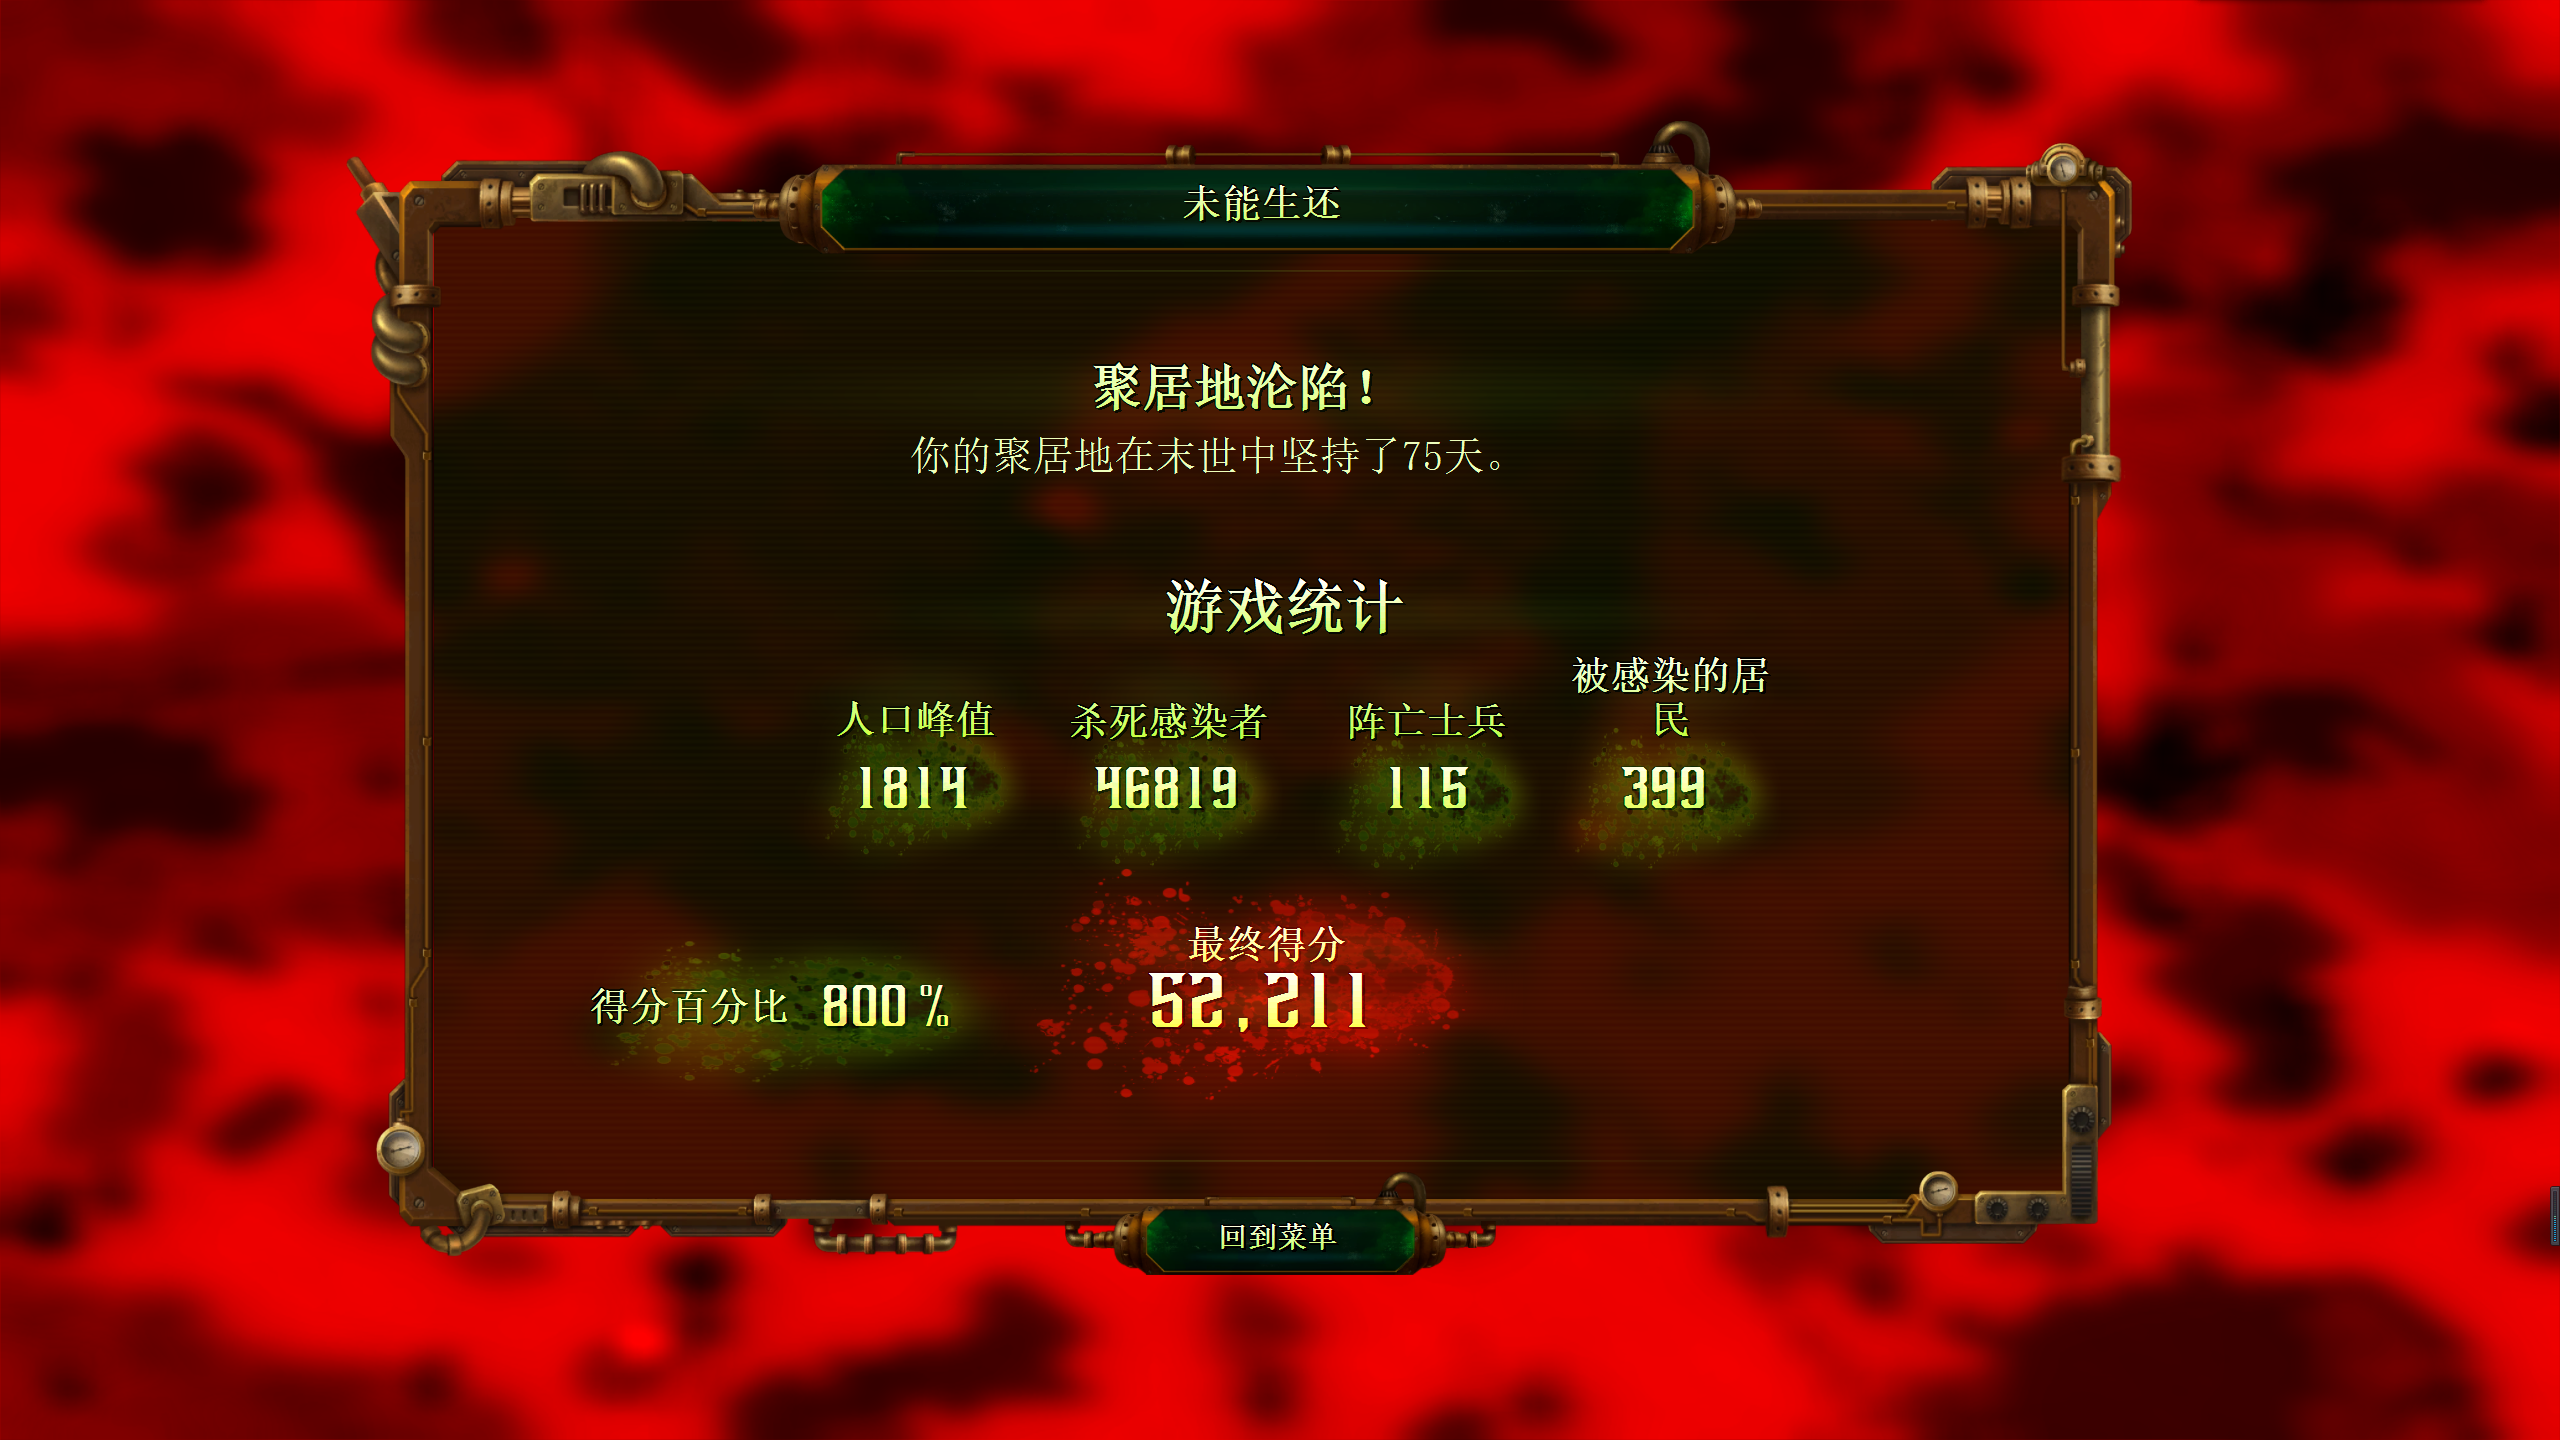 未能生还
聚居地沦陷！
你的聚居地在末世中坚持了75天。
游戏统计
人口峰值
1814
杀死感染者
46819
阵亡士兵
115
被感染的居
民
399
得分百分比 800 %
最终得分
52,211
回到菜单